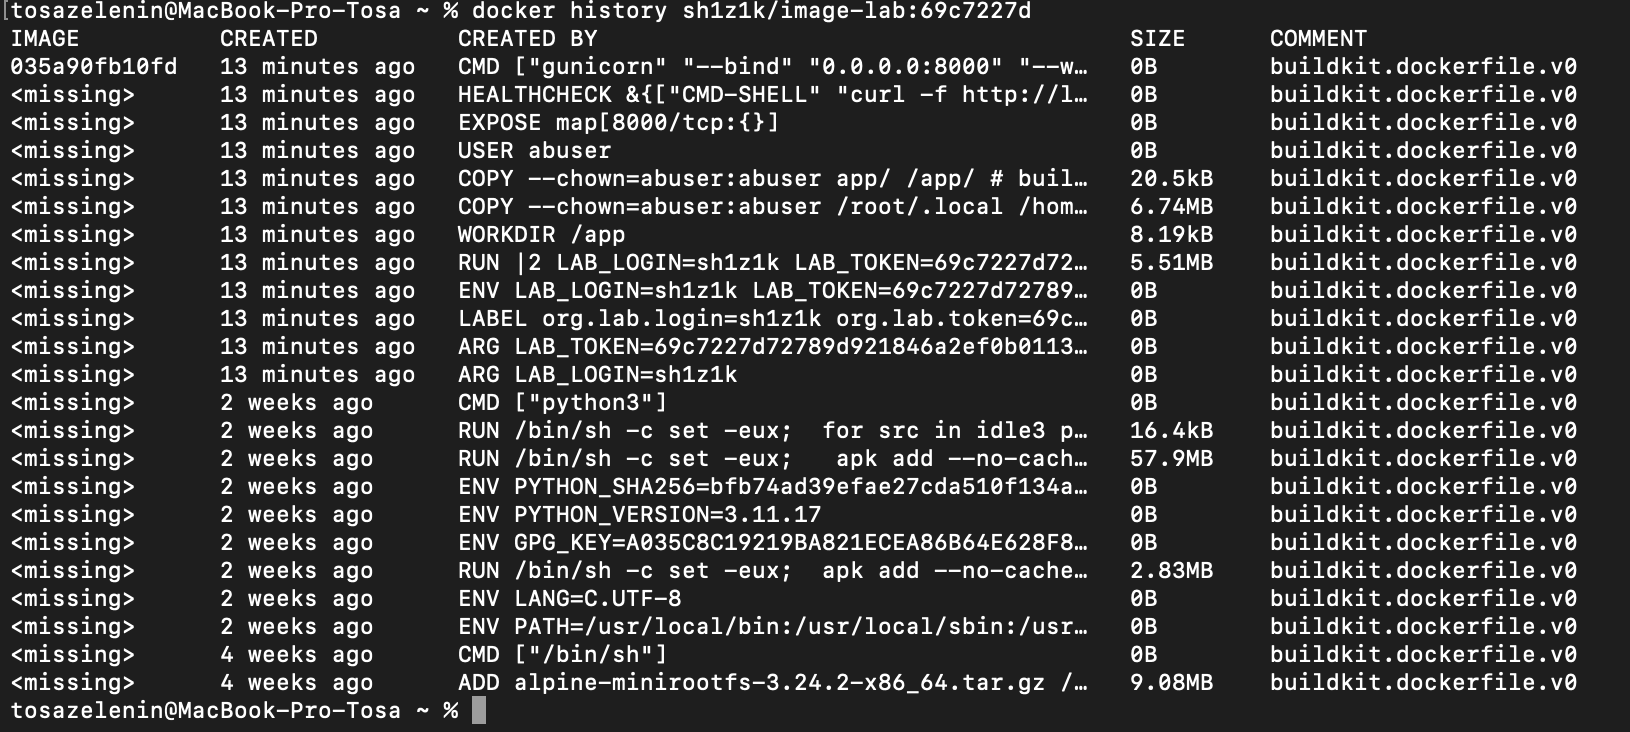 [tosazelenin@MacBook-Pro-Tosa ~ % docker history sh1z1k/image-lab:69c7227d
IMAGE CREATED CREATED BY SIZE COMMENT
035a90fb10fd 13 minutes ago CMD ["gunicorn" "--bind" "0.0.0.0:8000" "--w… 0B buildkit.dockerfile.v0
<missing> 13 minutes ago HEALTHCHECK &{["CMD-SHELL" "curl -f http://l… 0B buildkit.dockerfile.v0
<missing> 13 minutes ago EXPOSE map[8000/tcp:{}] 0B buildkit.dockerfile.v0
<missing> 13 minutes ago USER abuser 0B buildkit.dockerfile.v0
<missing> 13 minutes ago COPY --chown=abuser:abuser app/ /app/ # buil… 20.5kB buildkit.dockerfile.v0
<missing> 13 minutes ago COPY --chown=abuser:abuser /root/.local /hom… 6.74MB buildkit.dockerfile.v0
<missing> 13 minutes ago WORKDIR /app 8.19kB buildkit.dockerfile.v0
<missing> 13 minutes ago RUN |2 LAB_LOGIN=sh1z1k LAB_TOKEN=69c7227d72… 5.51MB buildkit.dockerfile.v0
<missing> 13 minutes ago ENV LAB_LOGIN=sh1z1k LAB_TOKEN=69c7227d72789… 0B buildkit.dockerfile.v0
<missing> 13 minutes ago LABEL org.lab.login=sh1z1k org.lab.token=69c… 0B buildkit.dockerfile.v0
<missing> 13 minutes ago ARG LAB_TOKEN=69c7227d72789d921846a2ef0b0113… 0B buildkit.dockerfile.v0
<missing> 13 minutes ago ARG LAB_LOGIN=sh1z1k 0B buildkit.dockerfile.v0
<missing> 2 weeks ago CMD ["python3"] 0B buildkit.dockerfile.v0
<missing> 2 weeks ago RUN /bin/sh -c set -eux; for src in idle3 p… 16.4kB buildkit.dockerfile.v0
<missing> 2 weeks ago RUN /bin/sh -c set -eux; apk add --no-cach… 57.9MB buildkit.dockerfile.v0
<missing> 2 weeks ago ENV PYTHON_SHA256=bfb74ad39efae27cda510f134a… 0B buildkit.dockerfile.v0
<missing> 2 weeks ago ENV PYTHON_VERSION=3.11.17 0B buildkit.dockerfile.v0
<missing> 2 weeks ago ENV GPG_KEY=A035C8C19219BA821ECEA86B64E628F8… 0B buildkit.dockerfile.v0
<missing> 2 weeks ago RUN /bin/sh -c set -eux; apk add --no-cache… 2.83MB buildkit.dockerfile.v0
<missing> 2 weeks ago ENV LANG=C.UTF-8 0B buildkit.dockerfile.v0
<missing> 2 weeks ago ENV PATH=/usr/local/bin:/usr/local/sbin:/usr… 0B buildkit.dockerfile.v0
<missing> 4 weeks ago CMD ["/bin/sh"] 0B buildkit.dockerfile.v0
<missing> 4 weeks ago ADD alpine-minirootfs-3.24.2-x86_64.tar.gz /… 9.08MB buildkit.dockerfile.v0
tosazelenin@MacBook-Pro-Tosa ~ %